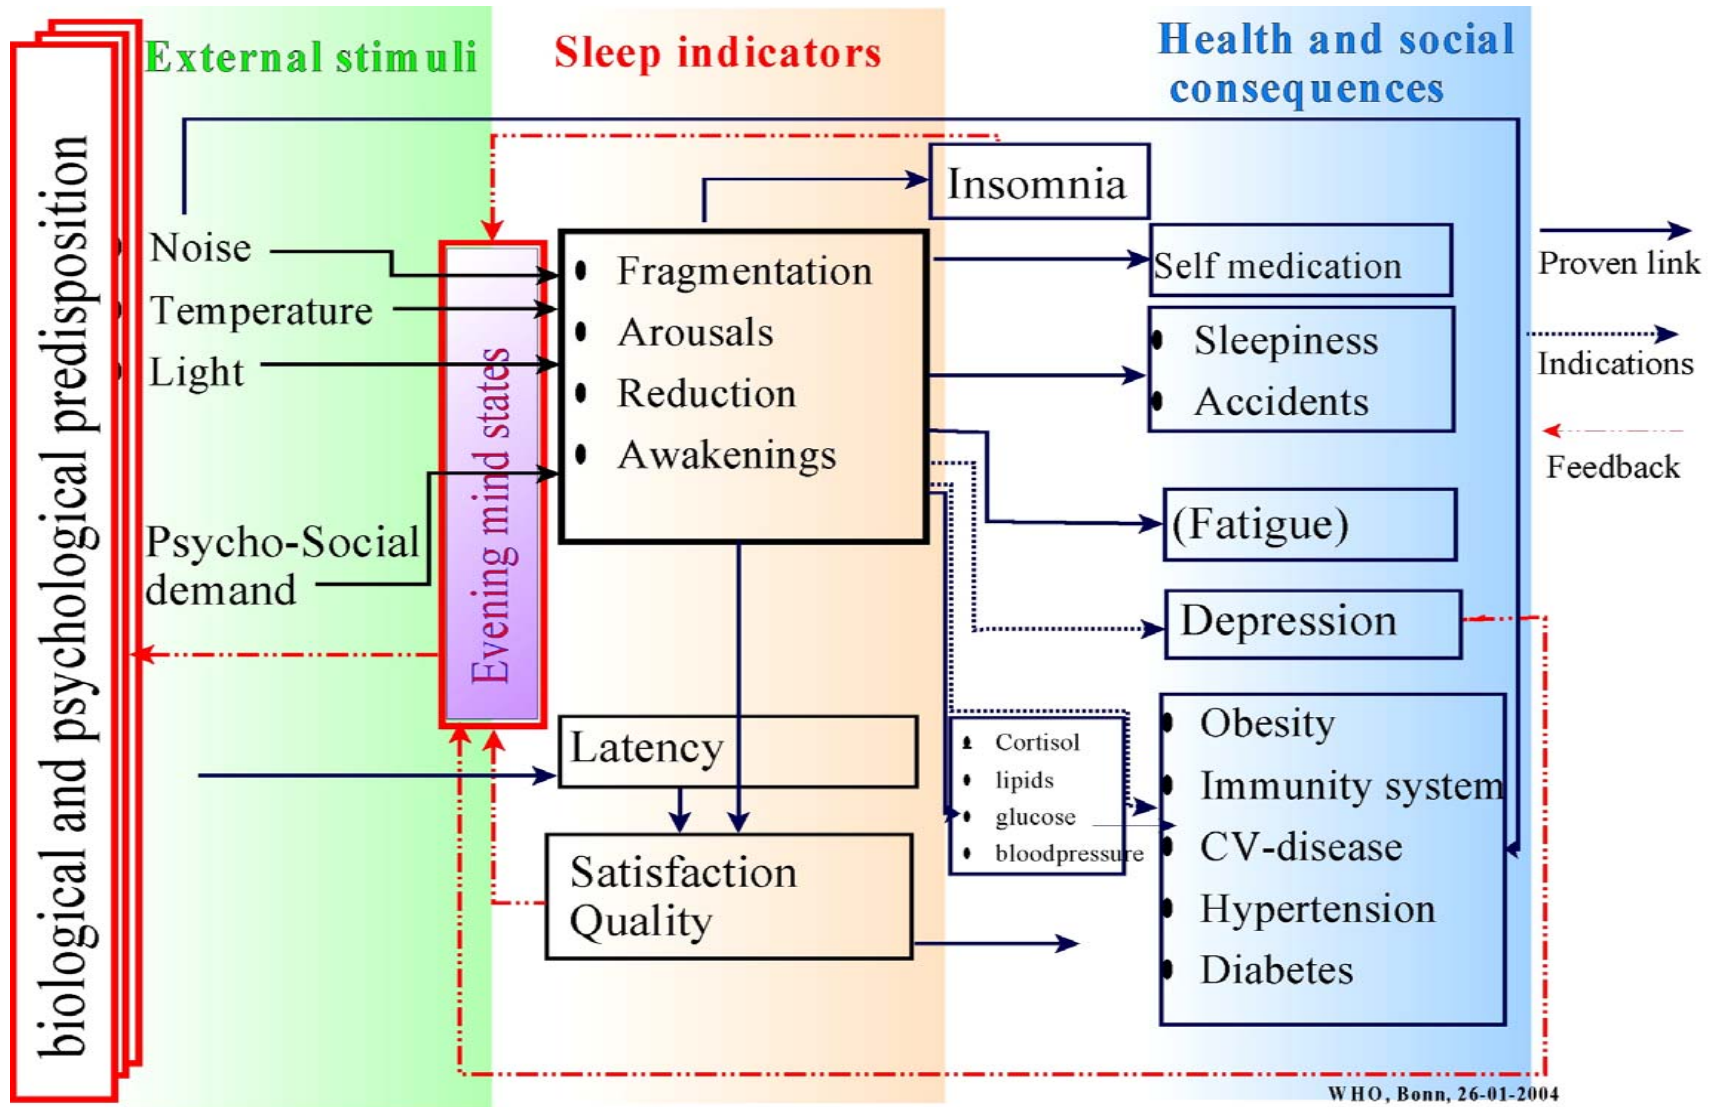 biological and psychological predisposition
External stimuli
Sleep indicators
Health and social
consequences
Noise
Temperature
Light
Psycho-Social
demand
Evening mind states
Fragmentation
Arousals
Reduction
Awakenings
Latency
Satisfaction
Quality
Insomnia
Self medication
Sleepiness
Accidents
(Fatigue)
Depression
Cortisol
lipids
glucose
bloodpressure
Obesity
Immunity system
CV-disease
Hypertension
Diabetes
Proven link
Indications
Feedback
WHO, Bonn, 26-01-2004